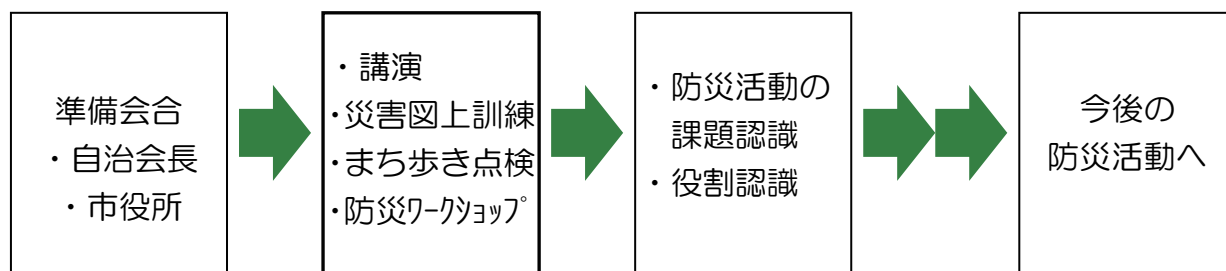 準備会合
・自治会長
・市役所
・講演
・災害図上訓練
・まち歩き点検
・防災ﾜｰｸｼｮｯﾌﾟ
・防災活動の
課題認識
・役割認識
今後の
防災活動へ